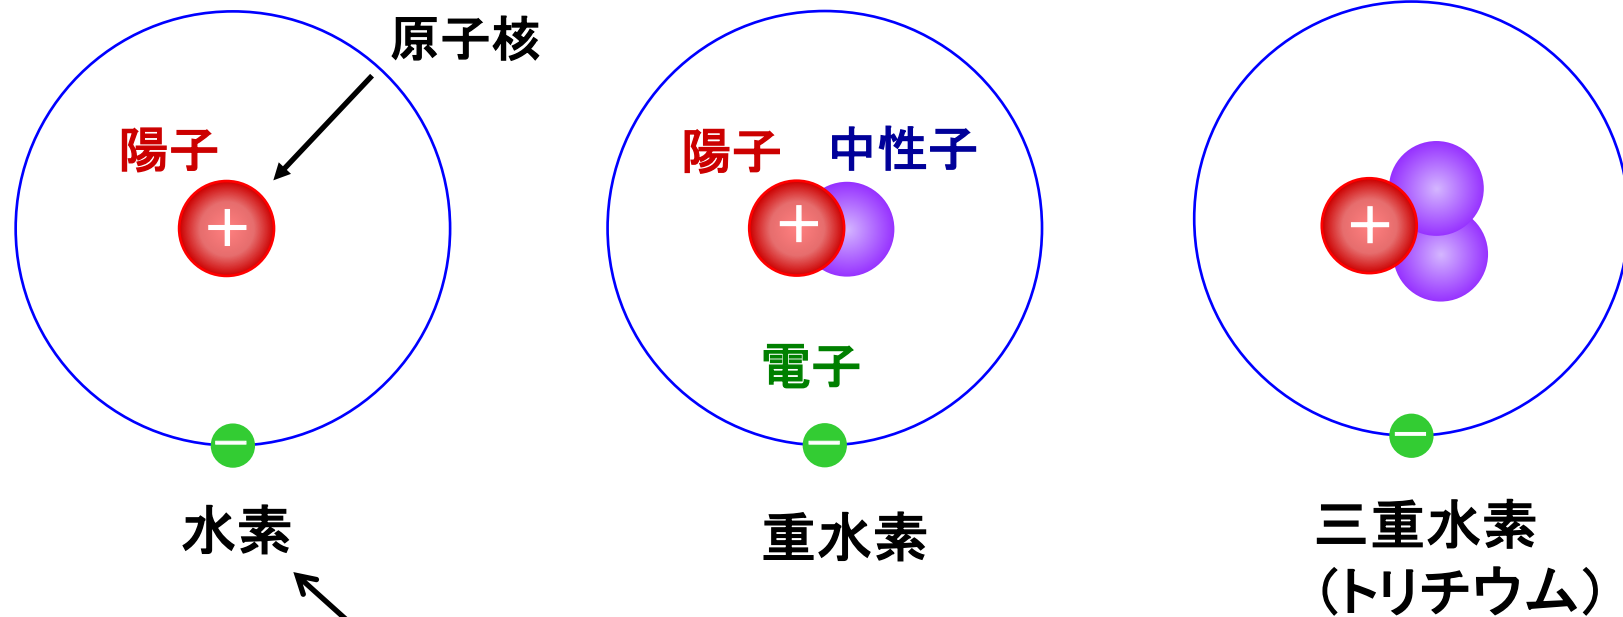 原子核
陽子
+
−
水素
陽子
中性子
+
電子
−
重水素
+
−
三重水素
（トリチウム）